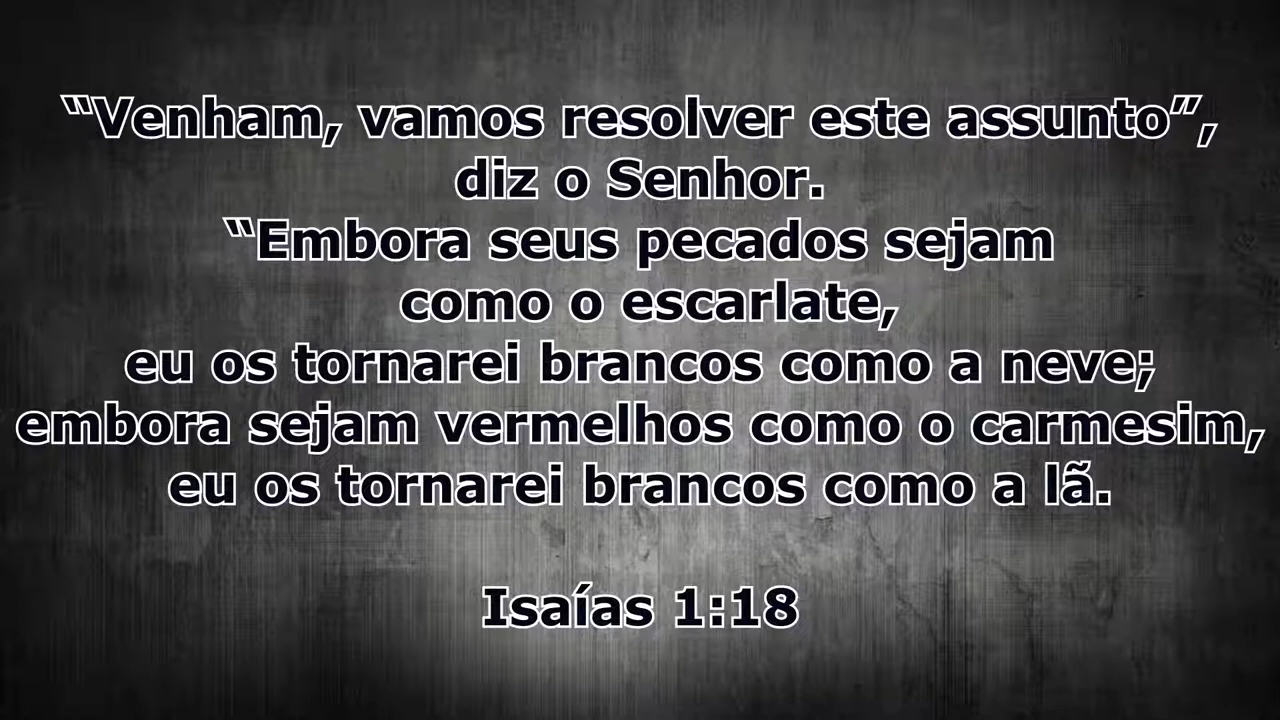 “Venham, vamos resolver este assunto”,
diz o Senhor.
“Embora seus pecados sejam
como o escarlate,
eu os tornarei brancos como a neve;
embora sejam vermelhos como o carmesim,
eu os tornarei brancos como a lã.
Isaías 1:18